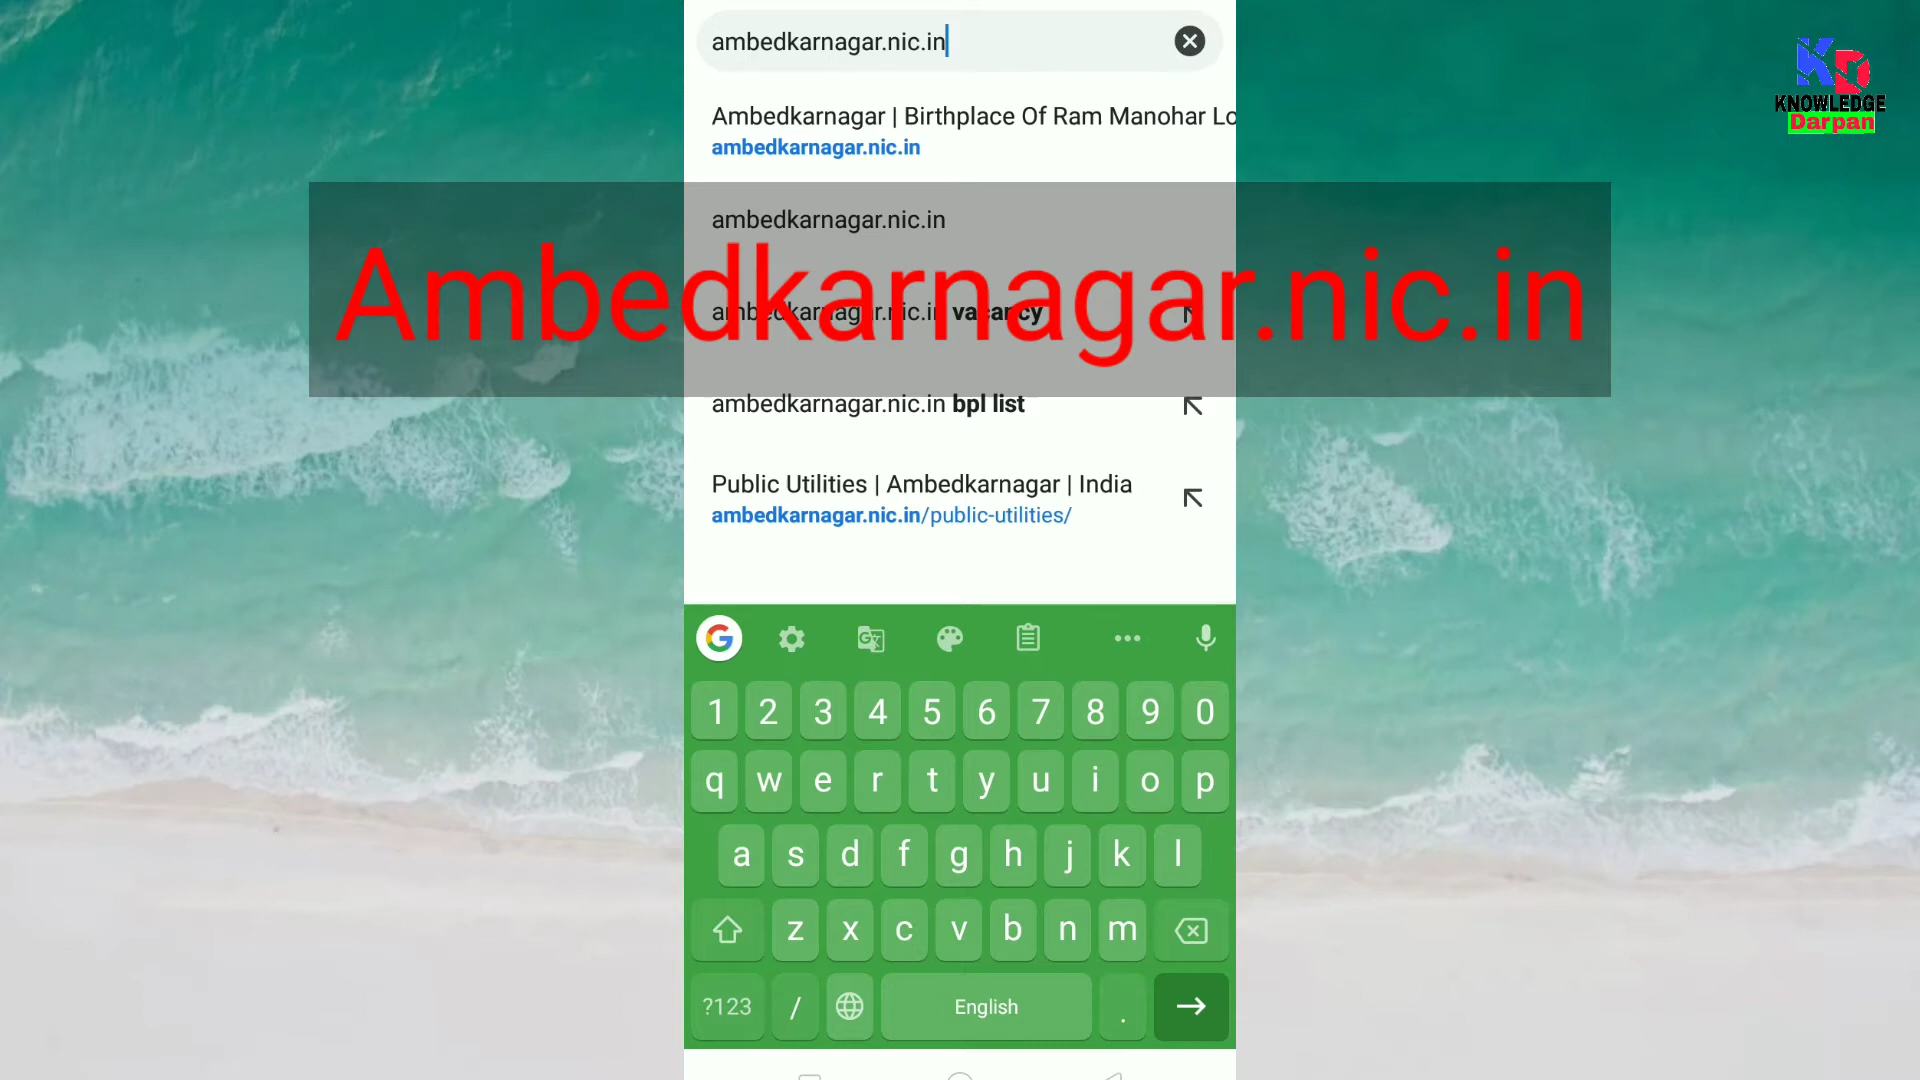 ambedkarnagar.nic.in
KNOWLEDGE
Darpan
Ambedkarnagar | Birthplace Of Ram Manohar Lo
ambedkarnagar.nic.in
ambedkarnagar.nic.in
Ambedkarnagar.nic.in
ambedkarnagar.nic.in vacancy
ambedkarnagar.nic.in bpl list
Public Utilities | Ambedkarnagar | India
ambedkarnagar.nic.in/public-utilities/
1 2 3 4 5 6 7 8 9 0
q w e r t y u i o p
a s d f g h j k l
z x c v b n m
?123 / English .